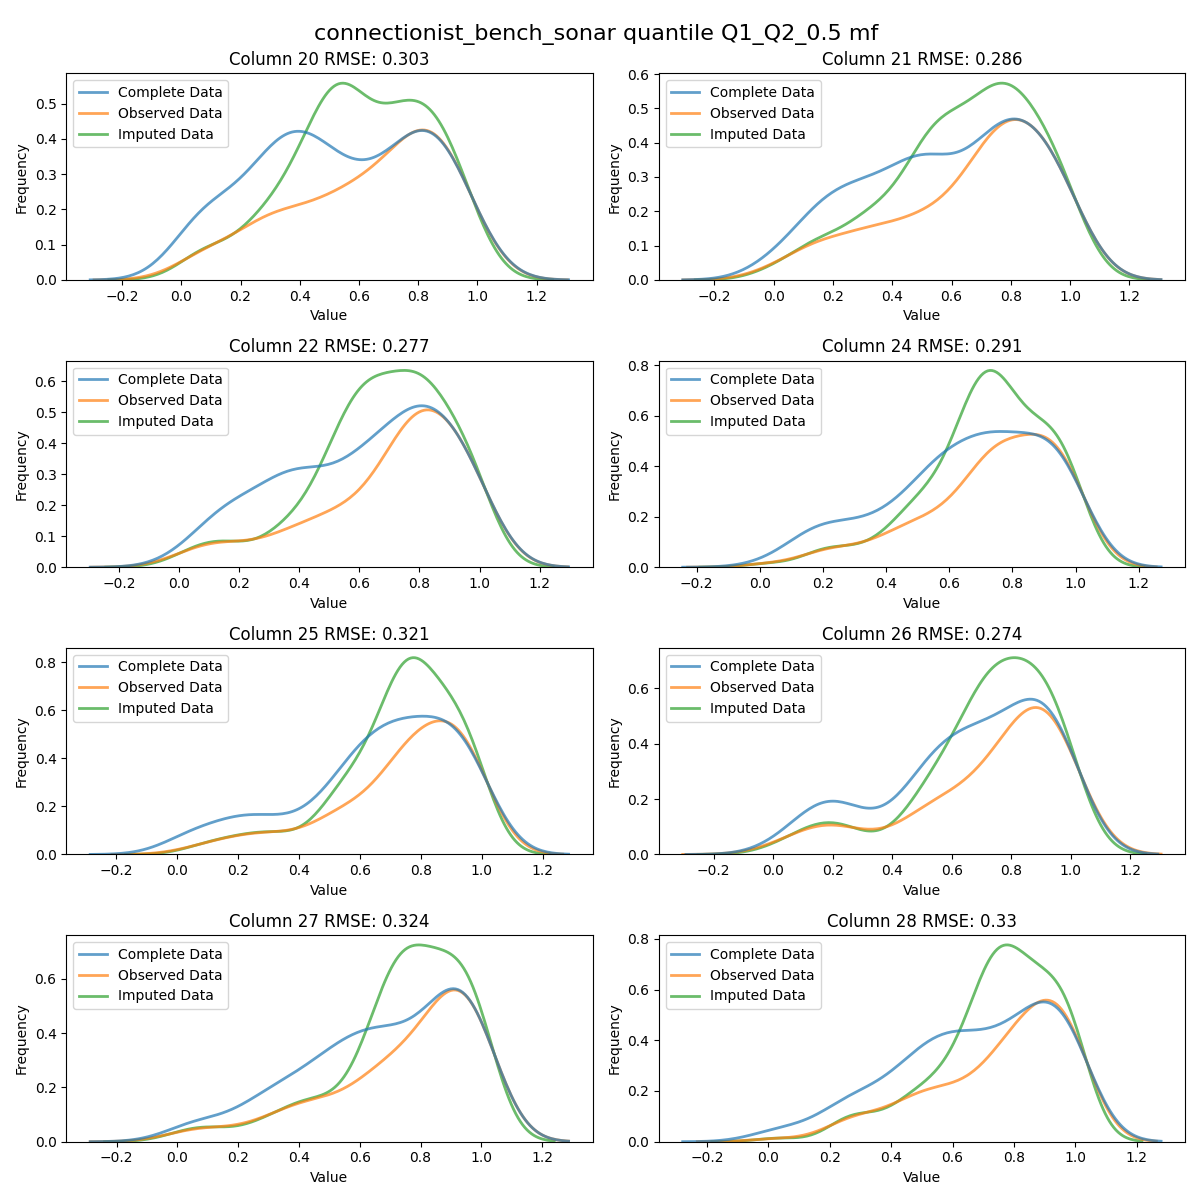 connectionist_bench_sonar quantile Q1_Q2_0.5 mf
Column 20 RMSE: 0.303
Complete Data
Observed Data
Imputed Data
Frequency
0.5
0.4
0.3
0.2
0.1
0.0
−0.2 0.0 0.2 0.4 0.6 0.8 1.0 1.2
Value
Column 21 RMSE: 0.286
Complete Data
Observed Data
Imputed Data
Frequency
0.6
0.5
0.4
0.3
0.2
0.1
0.0
−0.2 0.0 0.2 0.4 0.6 0.8 1.0 1.2
Value
Column 22 RMSE: 0.277
Complete Data
Observed Data
Imputed Data
Frequency
0.6
0.5
0.4
0.3
0.2
0.1
0.0
−0.2 0.0 0.2 0.4 0.6 0.8 1.0 1.2
Value
Column 24 RMSE: 0.291
Complete Data
Observed Data
Imputed Data
Frequency
0.8
0.6
0.4
0.2
0.0
−0.2 0.0 0.2 0.4 0.6 0.8 1.0 1.2
Value
Column 25 RMSE: 0.321
Complete Data
Observed Data
Imputed Data
Frequency
0.8
0.6
0.4
0.2
0.0
−0.2 0.0 0.2 0.4 0.6 0.8 1.0 1.2
Value
Column 26 RMSE: 0.274
Complete Data
Observed Data
Imputed Data
Frequency
0.6
0.4
0.2
0.0
−0.2 0.0 0.2 0.4 0.6 0.8 1.0 1.2
Value
Column 27 RMSE: 0.324
Complete Data
Observed Data
Imputed Data
Frequency
0.6
0.4
0.2
0.0
−0.2 0.0 0.2 0.4 0.6 0.8 1.0 1.2
Value
Column 28 RMSE: 0.33
Complete Data
Observed Data
Imputed Data
Frequency
0.8
0.6
0.4
0.2
0.0
−0.2 0.0 0.2 0.4 0.6 0.8 1.0 1.2
Value